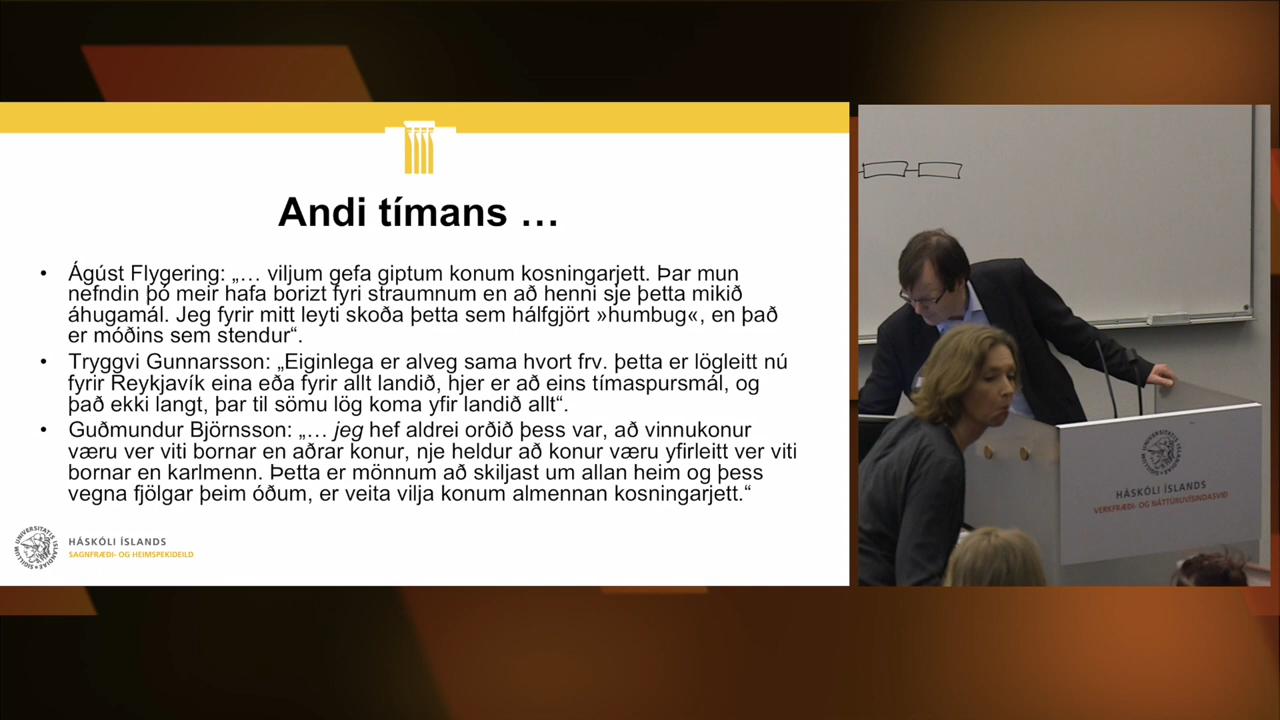 Andi tímans …
• Ágúst Flygering: „… viljum gefa giptum konum kosningarjett. Þar mun
nefndin þó meir hafa borizt fyri straumnum en að henni sje þetta mikið
áhugamál. Jeg fyrir mitt leyti skoða þetta sem hálfgjört »humbug«, en það
er móðins sem stendur“.
• Tryggvi Gunnarsson: „Eiginlega er alveg sama hvort frv. þetta er lögleitt nú
fyrir Reykjavík eina eða fyrir allt landið, hjer er að eins tímaspursmál, og
það ekki langt, þar til sömu lög koma yfir landið allt“.
• Guðmundur Björnsson: „… jeg hef aldrei orðið þess var, að vinnukonur
væru ver viti bornar en aðrar konur, nje heldur að konur væru yfirleitt ver viti
bornar en karlmenn. Þetta er mönnum að skiljast um allan heim og þess
vegna fjölgar þeim óðum, er veita vilja konum almennan kosningarjett.“
SIGILLUM UNIVERSITATIS ISLANDIAE
HÁSKÓLI ÍSLANDS
SAGNFRÆÐI- OG HEIMSPEKIDEILD
HÁSKÓLI ÍSLANDS
VERKFRÆÐI- OG NÁTTÚRUVÍSINDASVIÐ